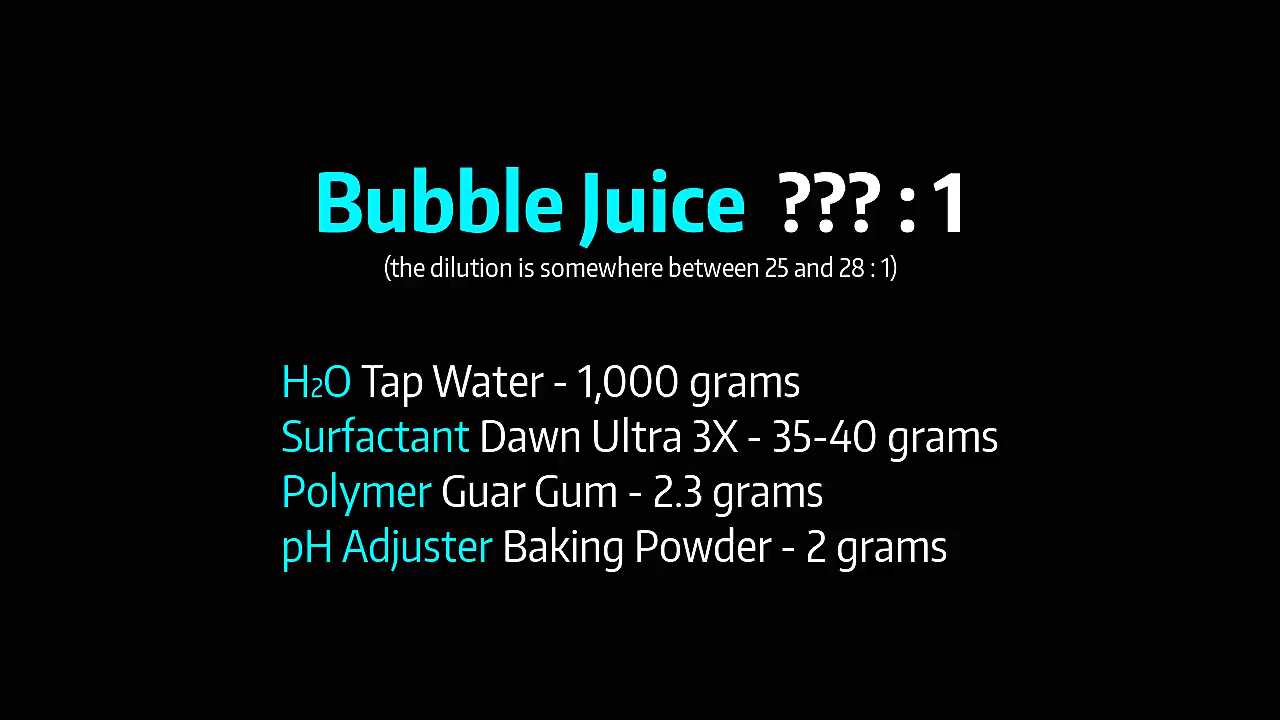 Bubble Juice ??? : 1
(the dilution is somewhere between 25 and 28 : 1)
H₂O Tap Water - 1,000 grams
Surfactant Dawn Ultra 3X - 35-40 grams
Polymer Guar Gum - 2.3 grams
pH Adjuster Baking Powder - 2 grams